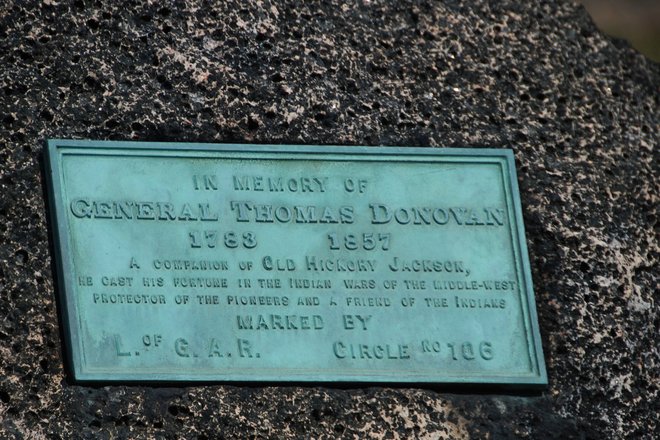 IN MEMORY OF
GENERAL THOMAS DONOVAN
1783 1857
A COMPANION OF OLD HICKORY JACKSON,
HE CAST HIS FORTUNE IN THE INDIAN WARS OF THE MIDDLE-WEST
PROTECTOR OF THE PIONEERS AND A FRIEND OF THE INDIANS
MARKED BY
L. OF G.A.R. CIRCLE NO 106